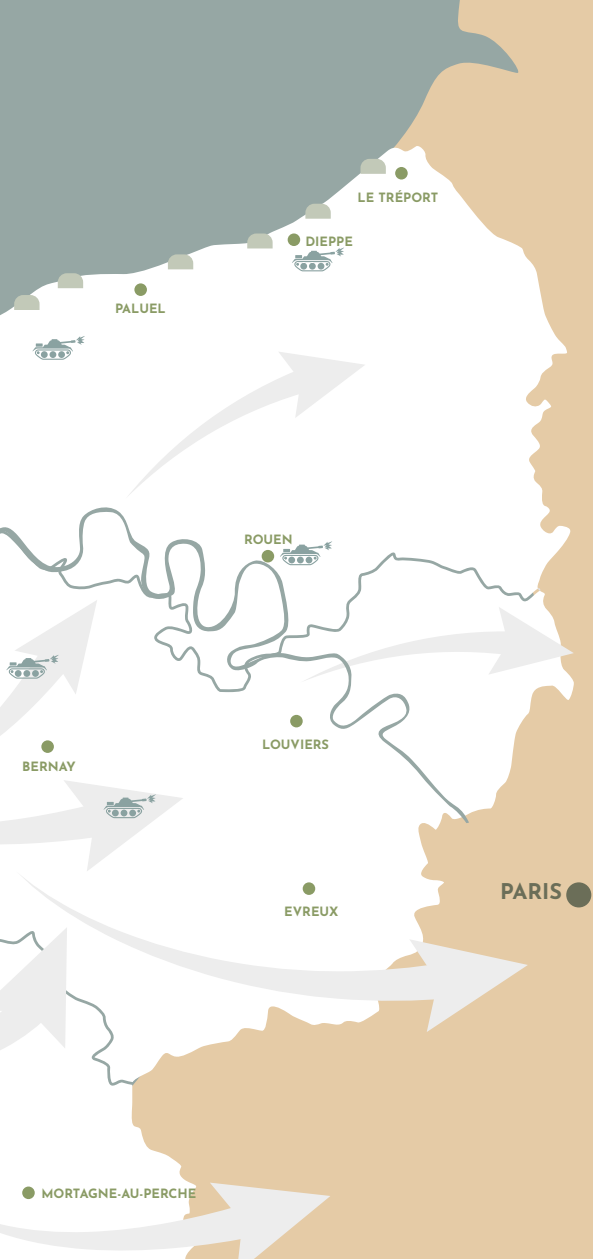 LE TRÉPORT
DIEPPE
PALUEL
ROUEN
LOUVIERS
BERNAY
PARIS
EVREUX
MORTAGNE-AU-PERCHE